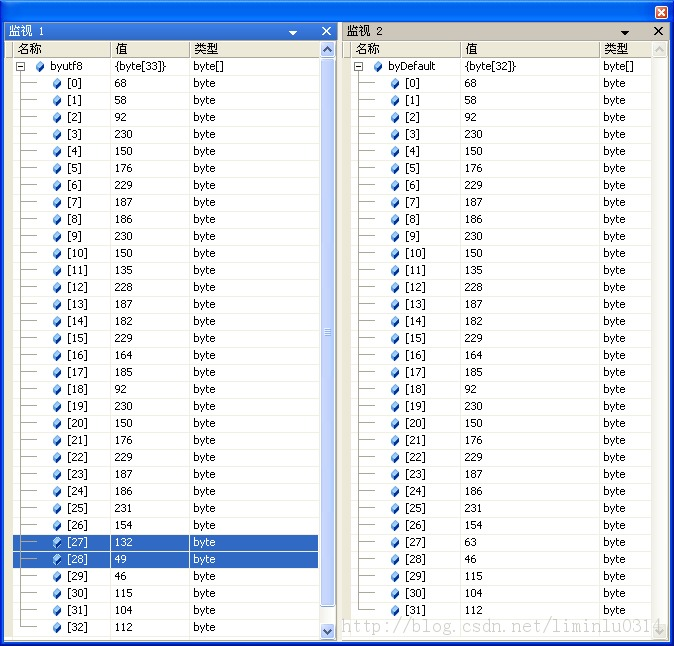 监视 1
名称 值 类型
byutf8 {byte[33]} byte[]
[0] 68 byte
[1] 58 byte
[2] 92 byte
[3] 230 byte
[4] 150 byte
[5] 176 byte
[6] 229 byte
[7] 187 byte
[8] 186 byte
[9] 230 byte
[10] 150 byte
[11] 135 byte
[12] 228 byte
[13] 187 byte
[14] 182 byte
[15] 229 byte
[16] 164 byte
[17] 185 byte
[18] 92 byte
[19] 230 byte
[20] 150 byte
[21] 176 byte
[22] 229 byte
[23] 187 byte
[24] 186 byte
[25] 231 byte
[26] 154 byte
[27] 132 byte
[28] 49 byte
[29] 46 byte
[30] 115 byte
[31] 104 byte
[32] 112 byte
监视 2
名称 值 类型
byDefault {byte[32]} byte[]
[0] 68 byte
[1] 58 byte
[2] 92 byte
[3] 230 byte
[4] 150 byte
[5] 176 byte
[6] 229 byte
[7] 187 byte
[8] 186 byte
[9] 230 byte
[10] 150 byte
[11] 135 byte
[12] 228 byte
[13] 187 byte
[14] 182 byte
[15] 229 byte
[16] 164 byte
[17] 185 byte
[18] 92 byte
[19] 230 byte
[20] 150 byte
[21] 176 byte
[22] 229 byte
[23] 187 byte
[24] 186 byte
[25] 231 byte
[26] 154 byte
[27] 63 byte
[28] 46 byte
[29] 115 byte
[30] 104 byte
[31] 112 byte
http://blog.csdn.net/liminlu0314